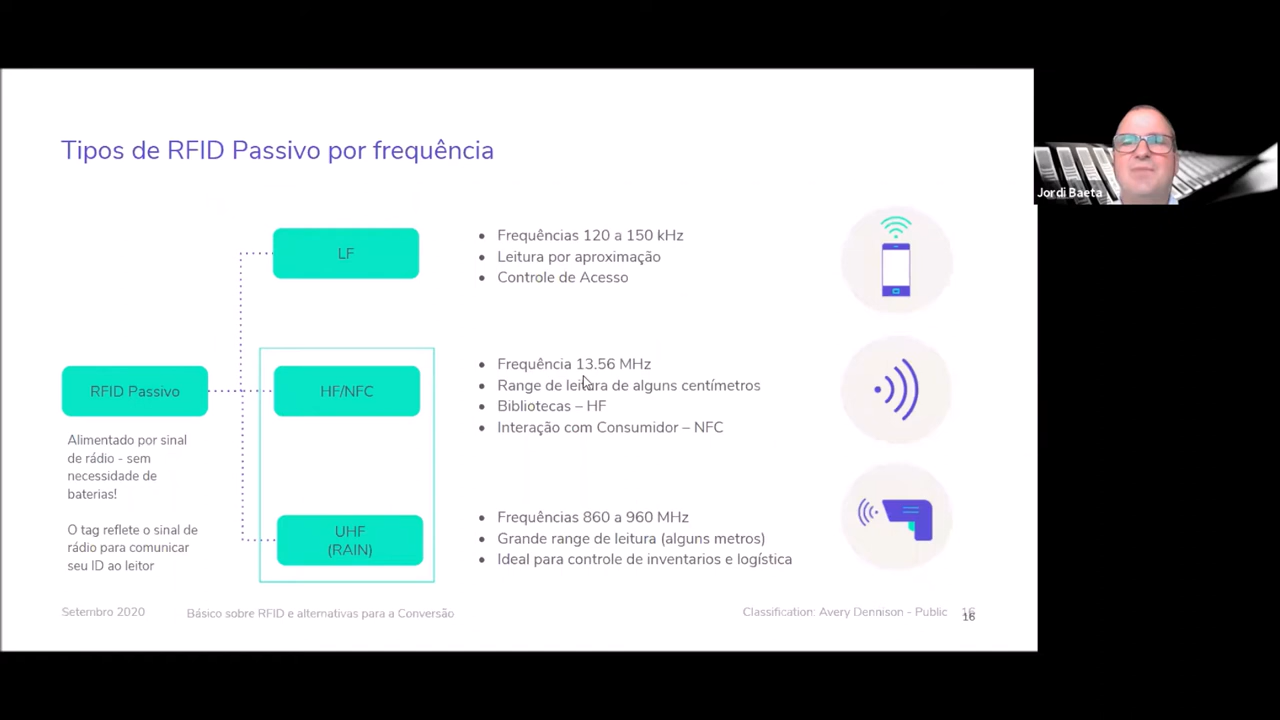 Tipos de RFID Passivo por frequência
Jordi Baeta
LF
• Frequências 120 a 150 kHz
• Leitura por aproximação
• Controle de Acesso
RFID Passivo
Alimentado por sinal
de rádio - sem
necessidade de
baterias!
O tag reflete o sinal de
rádio para comunicar
seu ID ao leitor
HF/NFC
• Frequência 13.56 MHz
• Range de leitura de alguns centímetros
• Bibliotecas – HF
• Interação com Consumidor – NFC
UHF
(RAIN)
• Frequências 860 a 960 MHz
• Grande range de leitura (alguns metros)
• Ideal para controle de inventarios e logística
Setembro 2020
Básico sobre RFID e alternativas para a Conversão
Classification: Avery Dennison - Public
16
16